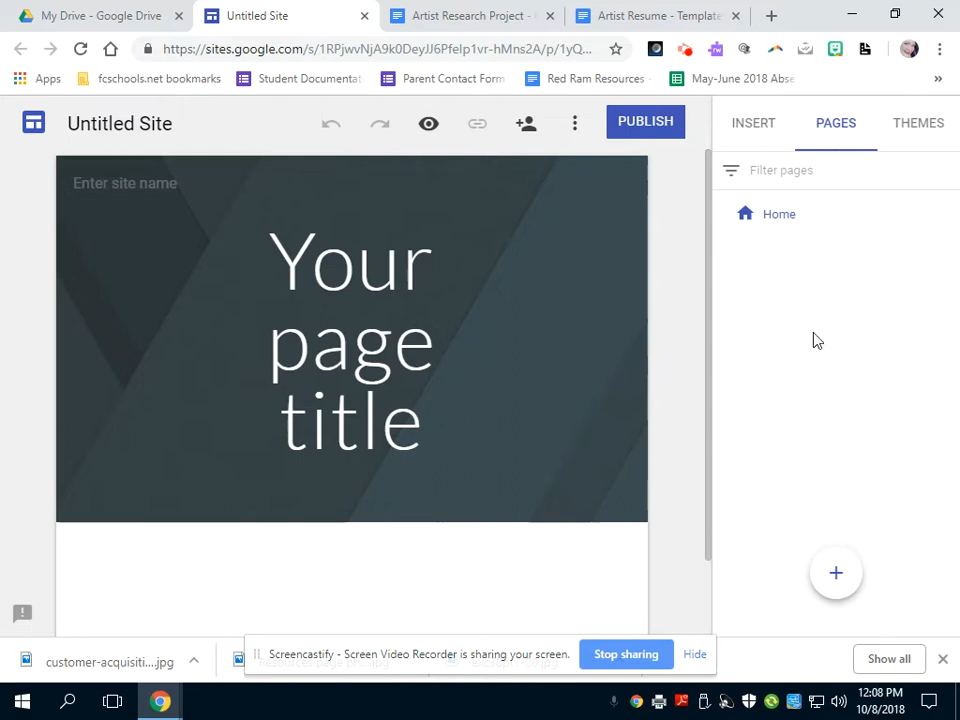 My Drive - Google Drive
Untitled Site
Artist Research Project -
Artist Resume - Template
https://sites.google.com/s/1RPjwvNjA9k0DeyJJ6PfeIp1vr-hMns2A/p/1yQ...
Apps
fcschools.net bookmarks
Student Documentat
Parent Contact Form
Red Ram Resources
May-June 2018 Abse
»
Untitled Site
PUBLISH
INSERT
PAGES
THEMES
Enter site name
Filter pages
Home
Your
page
title
customer-acquisiti....jpg
Screencastify - Screen Video Recorder is sharing your screen.
Stop sharing
Hide
Show all
12:08 PM
10/8/2018